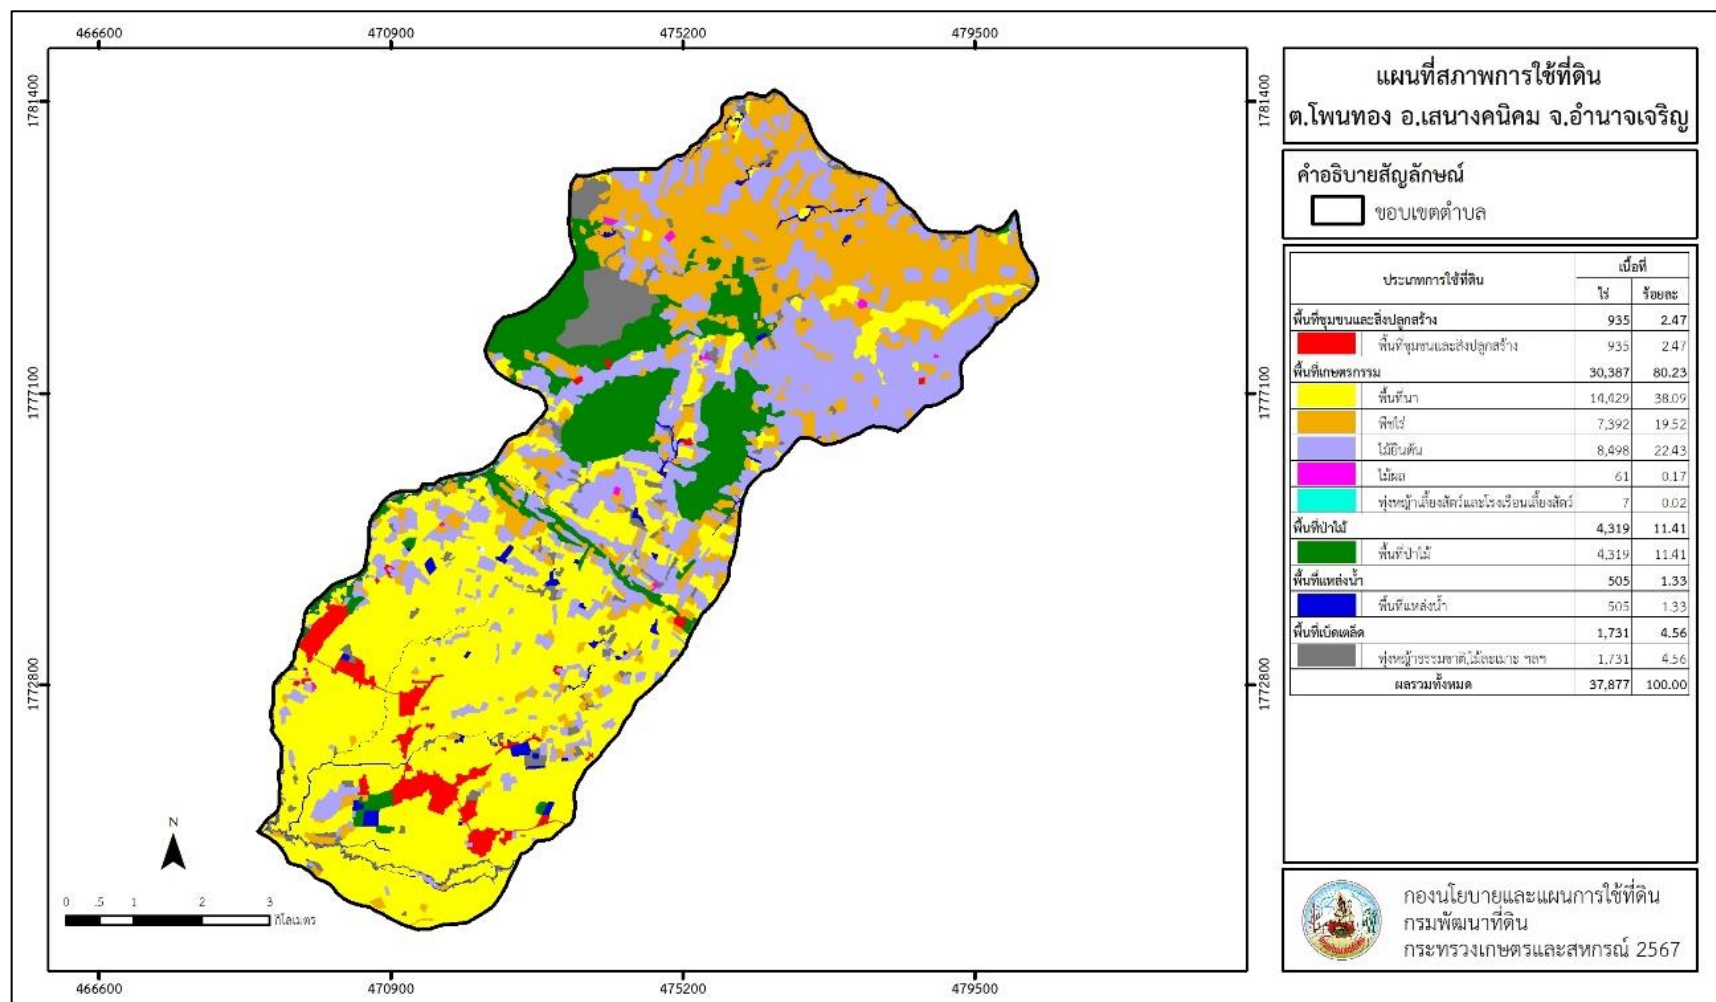 466600 470900 475200 479500
1781400 1781400
1777100 1777100
1772800 1772800
N
0 .5 1 2 3
กิโลเมตร
466600 470900 475200 479500
แผนที่สภาพการใช้ที่ดิน
ต.โพนทอง อ.เสนางคนิคม จ.อำนาจเจริญ
คำอธิบายสัญลักษณ์
ขอบเขตตำบล
ประเภทการใช้ที่ดิน เนื้อที่
ไร่ ร้อยละ
พื้นที่ชุมชนและสิ่งปลูกสร้าง 935 2.47
พื้นที่ชุมชนและสิ่งปลูกสร้าง 935 2.47
พื้นที่เกษตรกรรม 30,387 80.23
พื้นที่นา 14,429 38.09
พืชไร่ 7,392 19.52
ไม้ยืนต้น 8,498 22.43
ไม้ผล 61 0.17
ทุ่งหญ้าเลี้ยงสัตว์และโรงเรือนเลี้ยงสัตว์ 7 0.02
พื้นที่ป่าไม้ 4,319 11.41
พื้นที่ป่าไม้ 4,319 11.41
พื้นที่แหล่งน้ำ 505 1.33
พื้นที่แหล่งน้ำ 505 1.33
พื้นที่เบ็ดเตล็ด 1,731 4.56
ทุ่งหญ้าธรรมชาติ,ไม้ละเมาะ ฯลฯ 1,731 4.56
ผลรวมทั้งหมด 37,877 100.00
กองนโยบายและแผนการใช้ที่ดิน
กรมพัฒนาที่ดิน
กระทรวงเกษตรและสหกรณ์ 2567